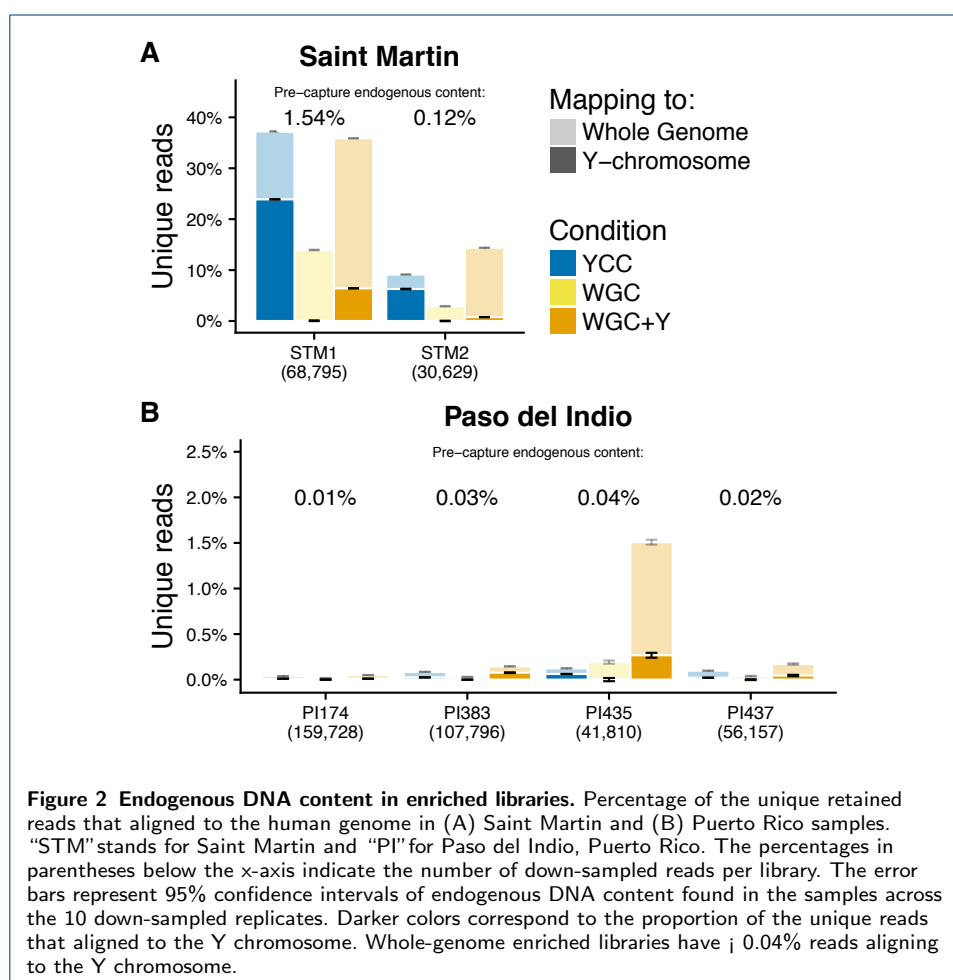 A
Saint Martin
Pre−capture endogenous content:
1.54% 0.12%
Unique reads
40%
30%
20%
10%
0%
STM1 STM2
(68,795) (30,629)
Mapping to:
Whole Genome
Y−chromosome
Condition
YCC
WGC
WGC+Y
B
Paso del Indio
Pre−capture endogenous content:
0.01% 0.03% 0.04% 0.02%
Unique reads
2.5%
2.0%
1.5%
1.0%
0.5%
0.0%
PI174 PI383 PI435 PI437
(159,728) (107,796) (41,810) (56,157)
Figure 2 Endogenous DNA content in enriched libraries. Percentage of the unique retained
reads that aligned to the human genome in (A) Saint Martin and (B) Puerto Rico samples.
“STM”stands for Saint Martin and “PI”for Paso del Indio, Puerto Rico. The percentages in
parentheses below the x-axis indicate the number of down-sampled reads per library. The error
bars represent 95% confidence intervals of endogenous DNA content found in the samples across
the 10 down-sampled replicates. Darker colors correspond to the proportion of the unique reads
that aligned to the Y chromosome. Whole-genome enriched libraries have ¡ 0.04% reads aligning
to the Y chromosome.